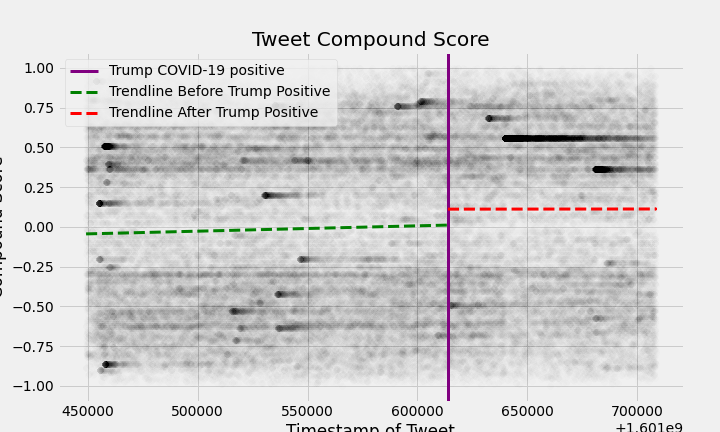 Tweet Compound Score
Trump COVID-19 positive
Trendline Before Trump Positive
Trendline After Trump Positive
1.00
0.75
0.50
0.25
0.00
−0.25
−0.50
−0.75
−1.00
450000 500000 550000 600000 650000 700000
Timestamp of Tweet
+1.601e9